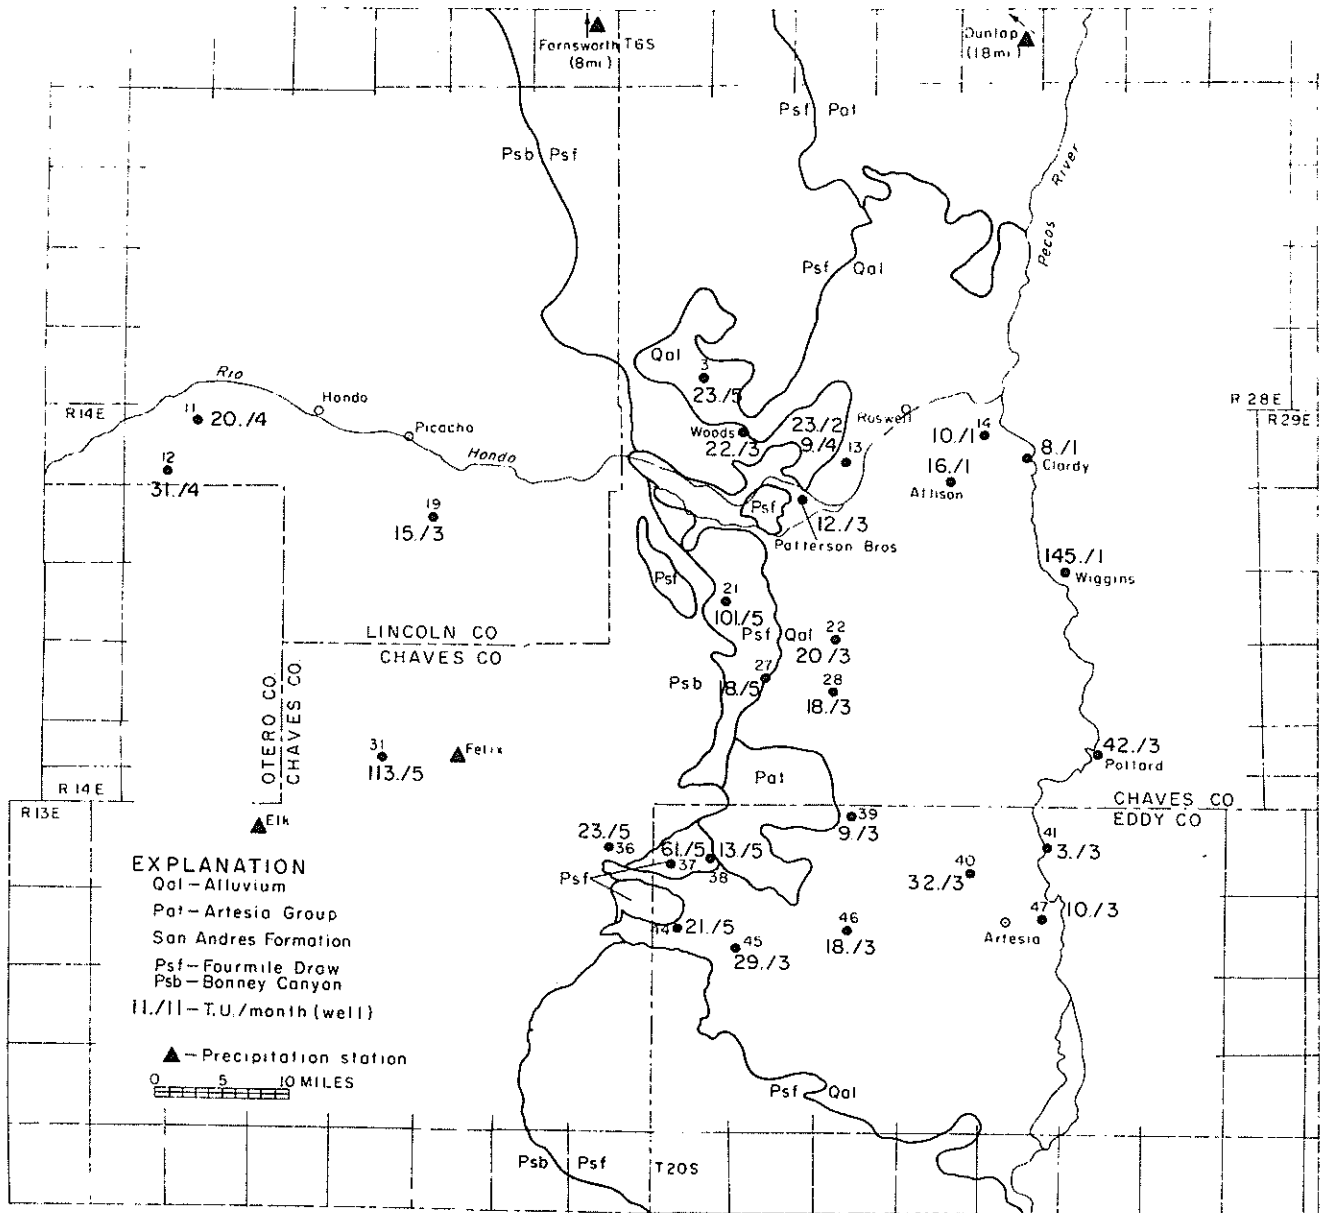 Farnsworth T6S
(8mi)
Dunlap
(18mi)
Psf Pat
Psb Psf
River
Pecos
Psf Qal
Qal
3
23./5
Rio
Hondo
R14E
11
20./4
Picacho
Hondo
12
31./4
19
15./3
Woods
22./3
23./2
9./4
13
Roswell
10./1
14
16./1
Allison
8./1
Clardy
R 28E
R29E
Psf
12./3
Patterson Bros
145./1
Wiggins
Psf
21
101./5
LINCOLN CO
CHAVES CO
Psf Qal
22
20./3
Psb
27
18./5
28
18./3
OTERO CO
CHAVES CO
31
113./5
Felix
42./3
Pollard
R 14E
R13E
Pat
CHAVES CO
EDDY CO
Elk
39
9./3
23./5
36
61./5
37
13./5
38
Psf
40
32./3
41
3./3
44
21./5
45
29./3
46
18./3
47
10./3
Artesia
EXPLANATION
Qal-Alluvium
Pat-Artesia Group
San Andres Formation
Psf-Fourmile Draw
Psb-Bonney Canyon
11./11-T.U./month (well)
-Precipitation station
0 5 10 MILES
Psf Qal
Psb Psf
T20S